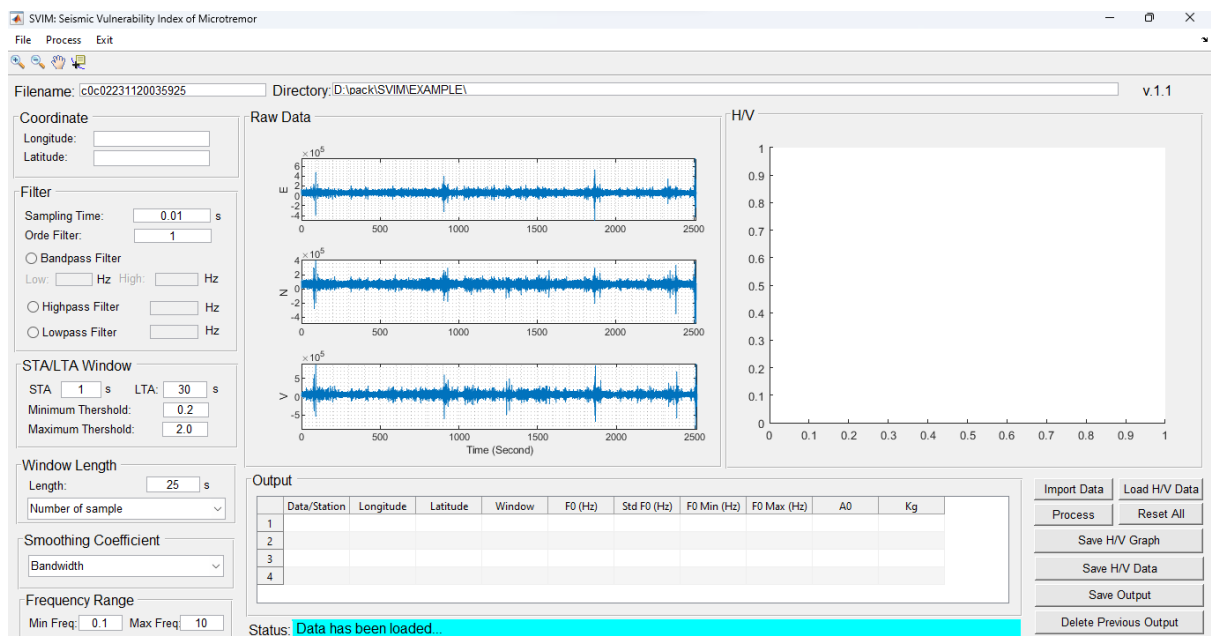 SVIM: Seismic Vulnerability Index of Microtremor
File Process Exit
Filename: c0c02231120035925 Directory: D:\pack\SVIM\EXAMPLE\ v.1.1
Coordinate
Longitude:
Latitude:
Filter
Sampling Time: 0.01 s
Orde Filter: 1
Bandpass Filter
Low: Hz High: Hz
Highpass Filter Hz
Lowpass Filter Hz
STA/LTA Window
STA 1 s LTA: 30 s
Minimum Thershold: 0.2
Maximum Thershold: 2.0
Window Length
Length: 25 s
Number of sample
Smoothing Coefficient
Bandwidth
Frequency Range
Min Freq: 0.1 Max Freq: 10
Raw Data
×10⁵
6
4
2
0
-2
-4
E
0 500 1000 1500 2000 2500
×10⁵
4
2
0
-2
-4
N
0 500 1000 1500 2000 2500
×10⁵
5
0
-5
V
0 500 1000 1500 2000 2500
Time (Second)
H/V
1
0.9
0.8
0.7
0.6
0.5
0.4
0.3
0.2
0.1
0
0 0.1 0.2 0.3 0.4 0.5 0.6 0.7 0.8 0.9 1
Output
Data/Station Longitude Latitude Window F0 (Hz) Std F0 (Hz) F0 Min (Hz) F0 Max (Hz) A0 Kg
1
2
3
4
Import Data Load H/V Data
Process Reset All
Save H/V Graph
Save H/V Data
Save Output
Delete Previous Output
Status: Data has been loaded...